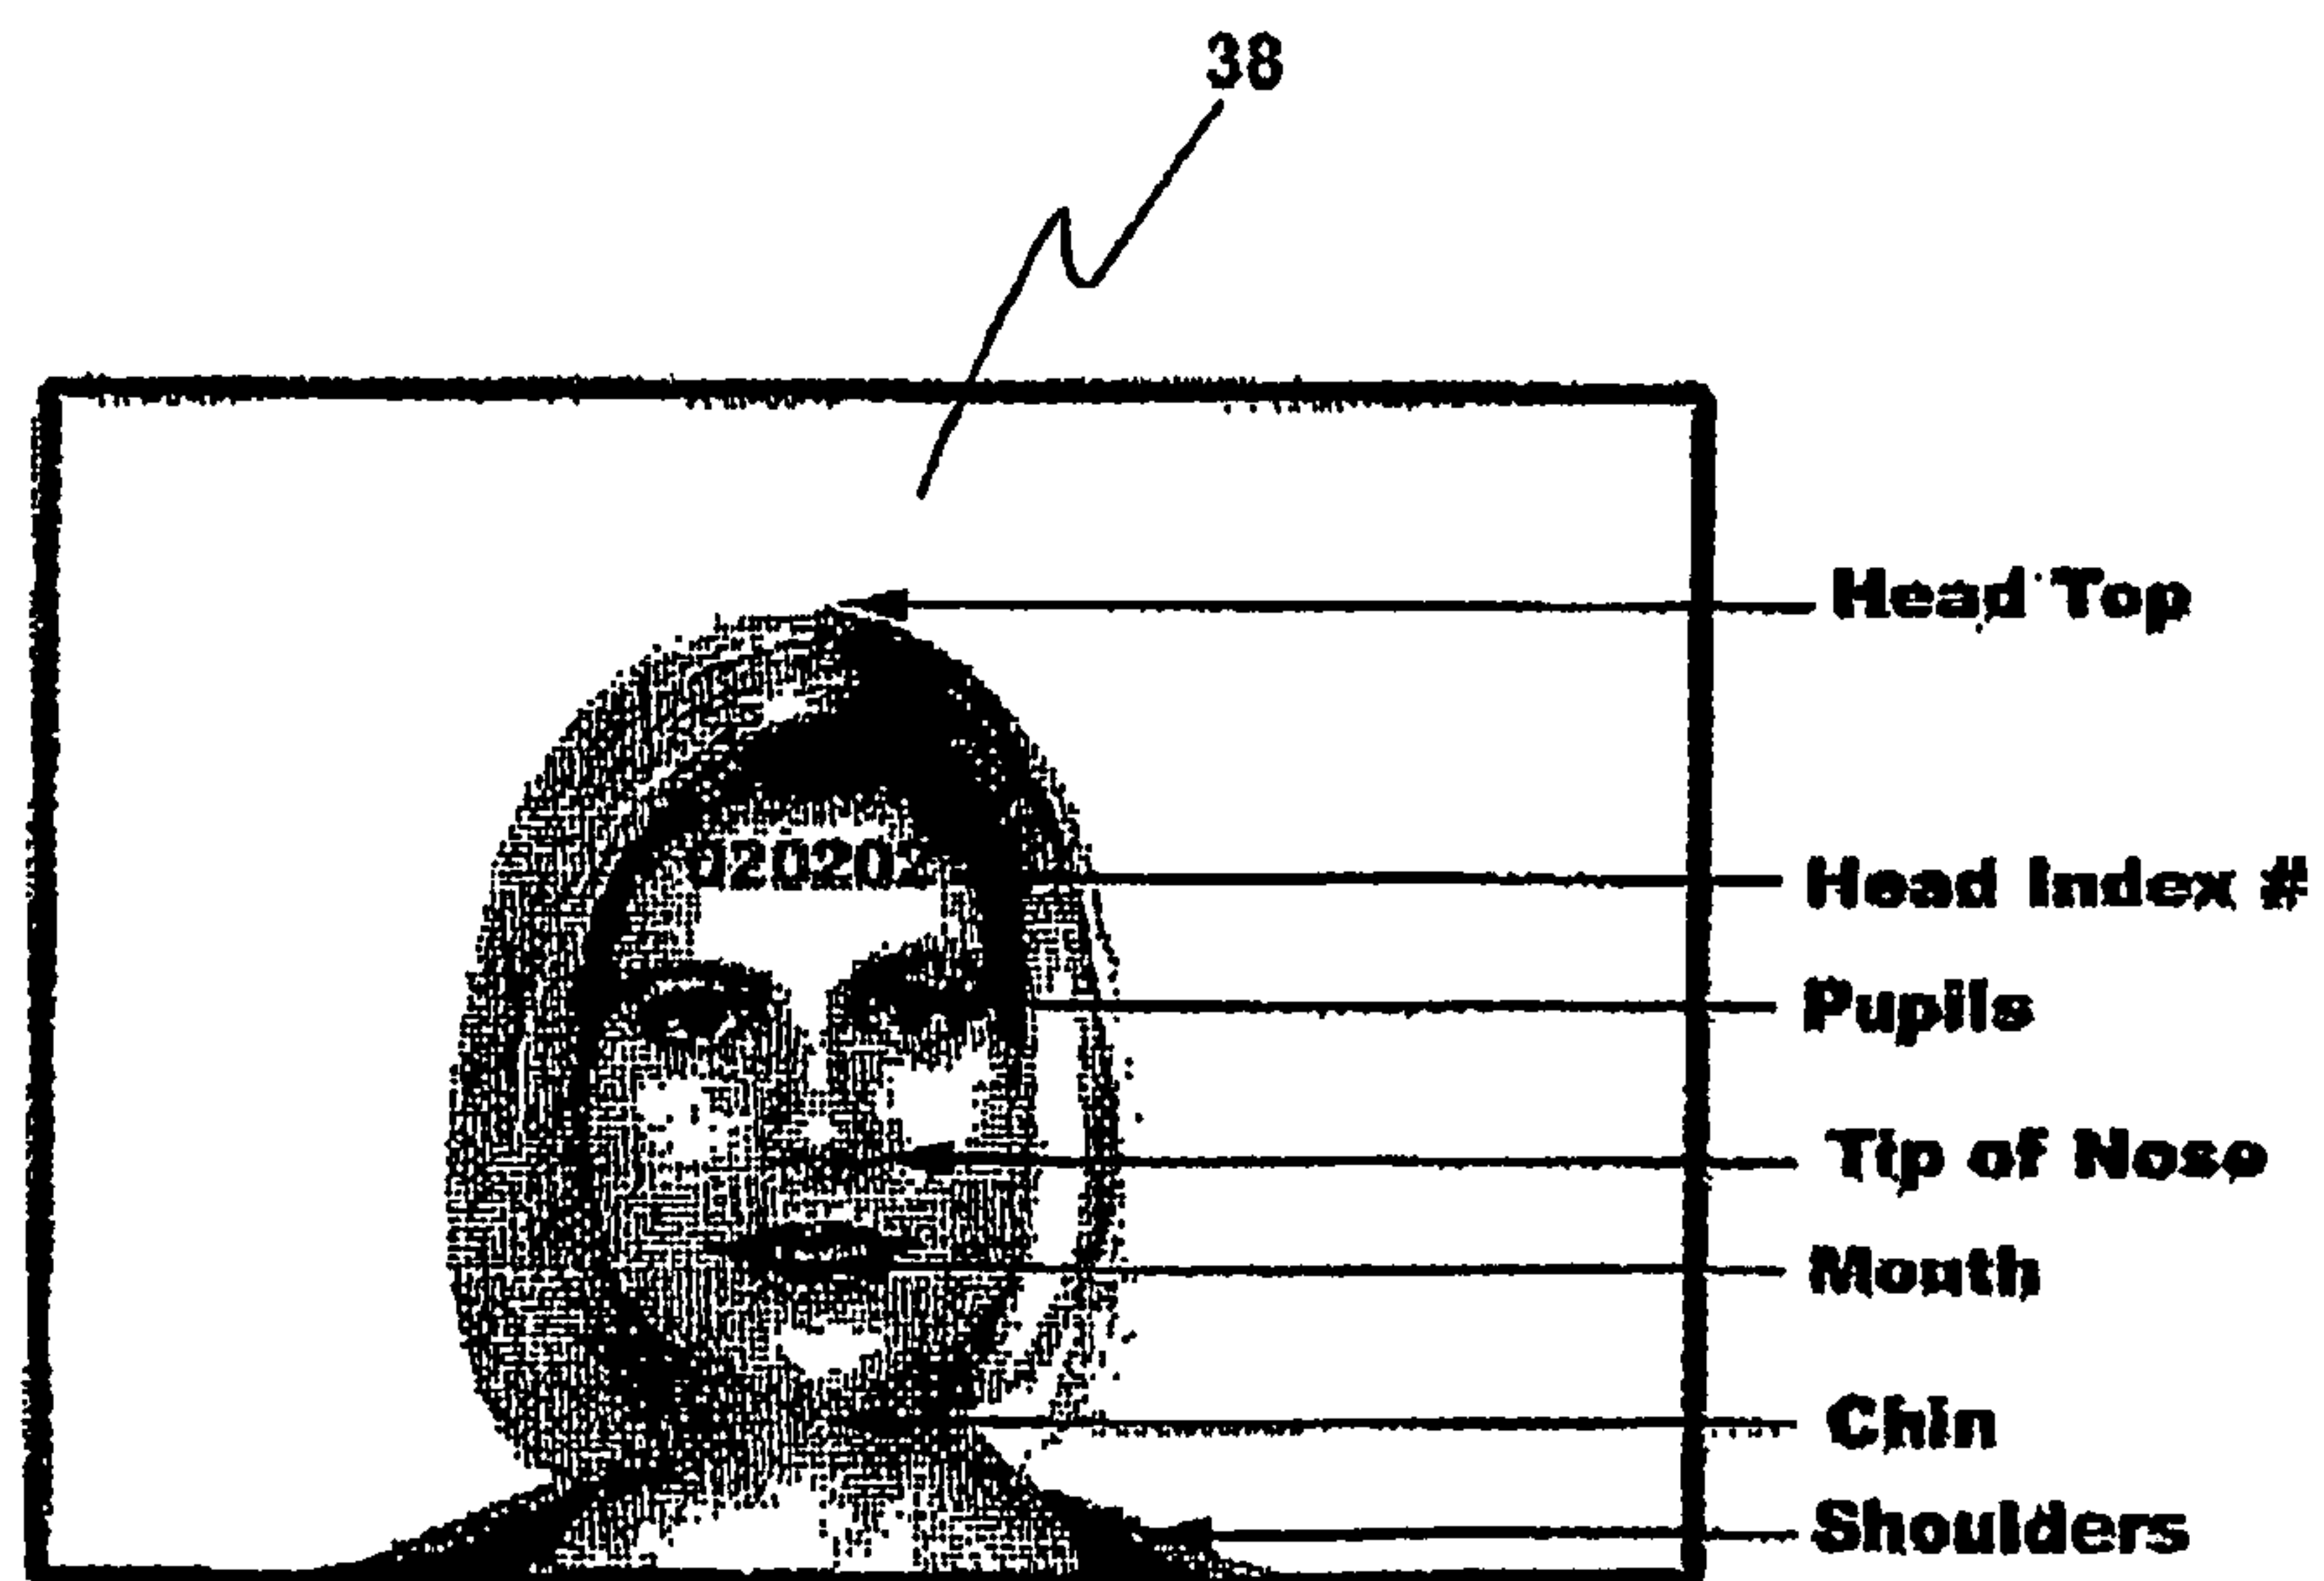 38
Head Top
020202
Head Index #
Pupils
Tip of Nose
Mouth
Chin
Shoulders